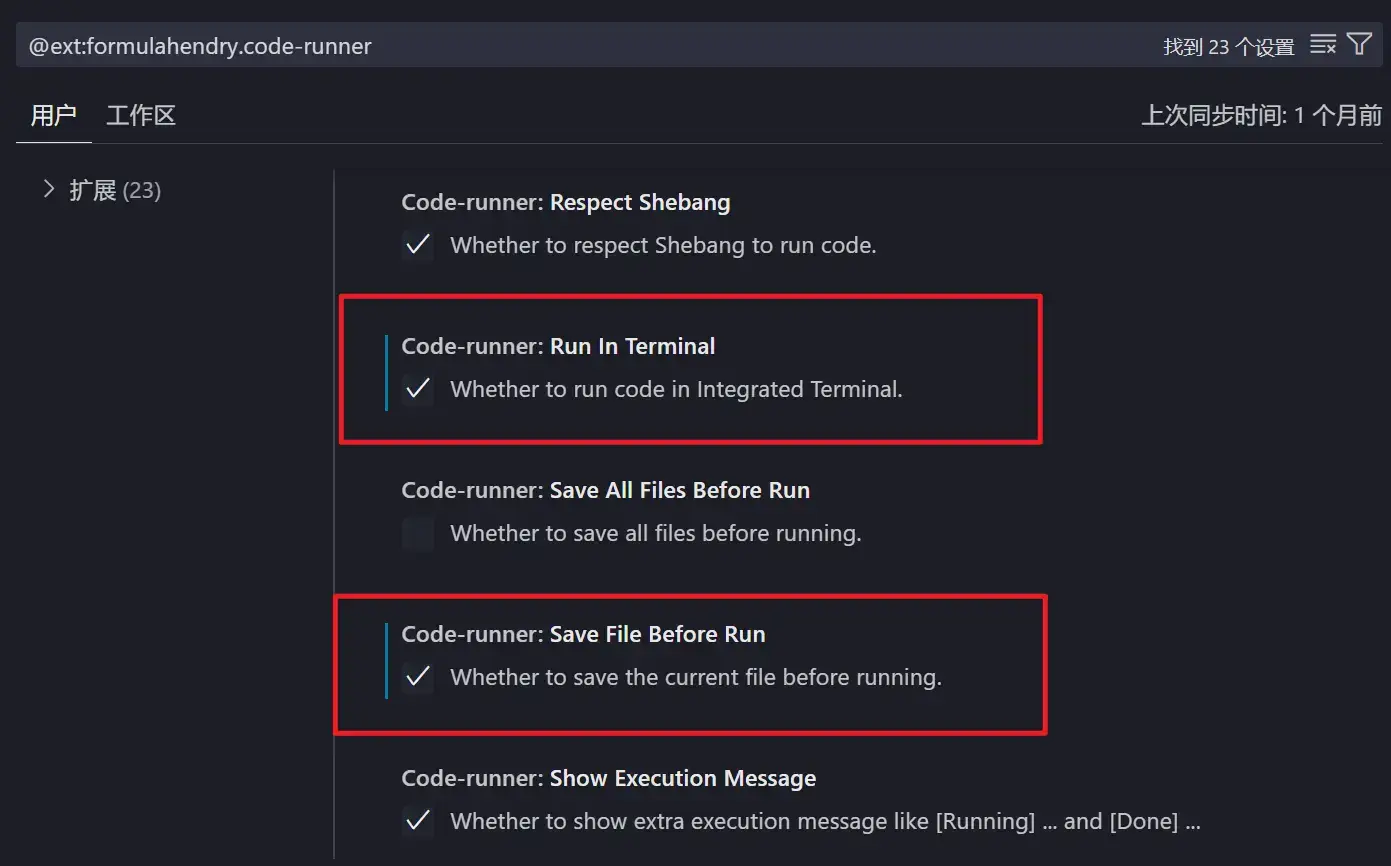 @ext:formulahendry.code-runner
找到 23 个设置
用户 工作区
上次同步时间: 1 个月前
扩展 (23)
Code-runner: Respect Shebang
Whether to respect Shebang to run code.
Code-runner: Run In Terminal
Whether to run code in Integrated Terminal.
Code-runner: Save All Files Before Run
Whether to save all files before running.
Code-runner: Save File Before Run
Whether to save the current file before running.
Code-runner: Show Execution Message
Whether to show extra execution message like [Running] ... and [Done] ...